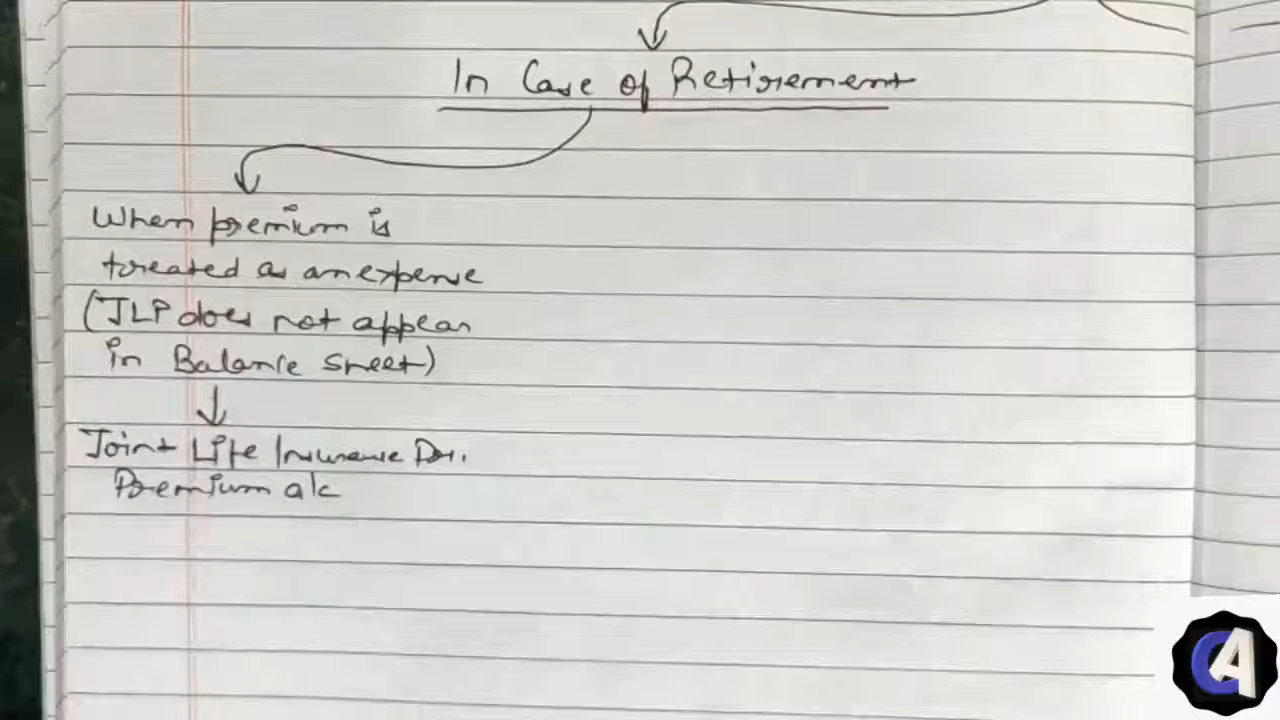 In Case of Retirement
When premium is
treated as an expense
(JLP does not appear
in Balance sheet)
Joint Life Insurance Dr.
Premium a/c
CA